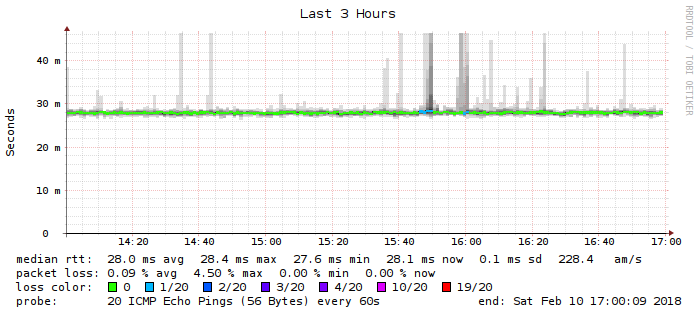 Last 3 Hours
RRDTOOL / TOBI OETIKER
Seconds
40 m
30 m
20 m
10 m
0
14:20 14:40 15:00 15:20 15:40 16:00 16:20 16:40 17:00
median rtt: 28.0 ms avg 28.4 ms max 27.6 ms min 28.1 ms now 0.1 ms sd 228.4 am/s
packet loss: 0.09 % avg 4.50 % max 0.00 % min 0.00 % now
loss color: 0 1/20 2/20 3/20 4/20 10/20 19/20
probe: 20 ICMP Echo Pings (56 Bytes) every 60s end: Sat Feb 10 17:00:09 2018